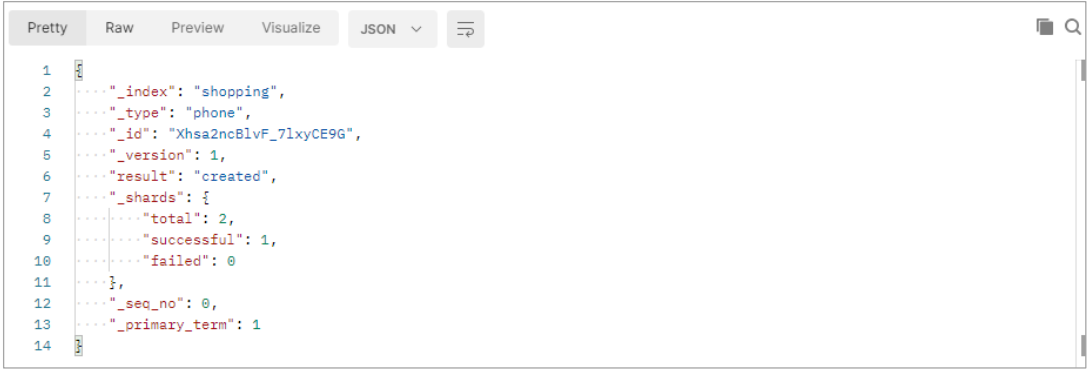 Pretty Raw Preview Visualize JSON
1 {
2 "_index": "shopping",
3 "_type": "phone",
4 "_id": "Xhsa2ncBlvF_7lxyCE9G",
5 "_version": 1,
6 "result": "created",
7 "_shards": {
8 "total": 2,
9 "successful": 1,
10 "failed": 0
11 },
12 "_seq_no": 0,
13 "_primary_term": 1
14 }